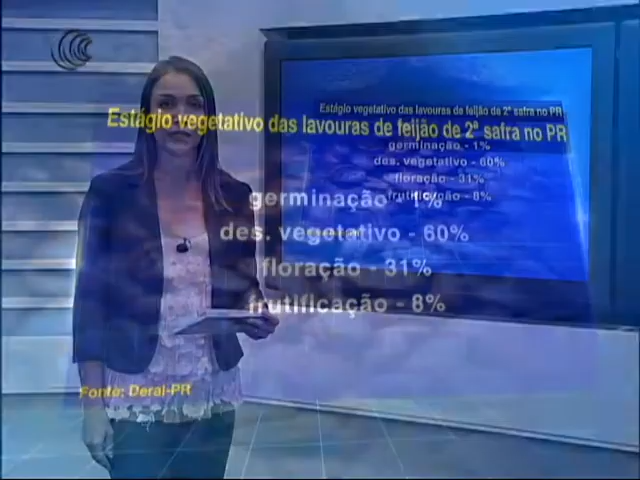 Estágio vegetativo das lavouras de feijão de 2ª safra no PR
Estágio vegetativo das lavouras de feijão de 2ª safra no PR
germinação - 1%
des. vegetativo - 60%
floração - 31%
frutificação - 8%
germinação - 1%
des. vegetativo - 60%
floração - 31%
frutificação - 8%
Fonte: Deral-PR